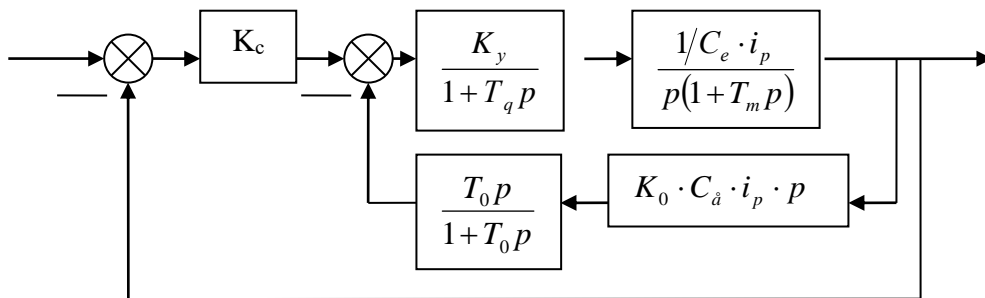 K_c
K_y / (1 + T_q p)
1/C_e · i_p / (p(1 + T_m p))
T_0 p / (1 + T_0 p)
K_0 · C_å · i_p · p